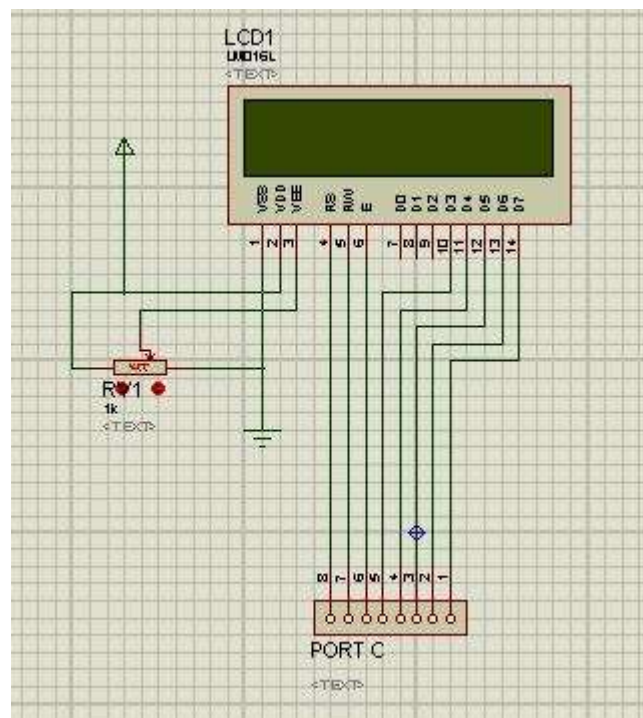 LCD1
LM016L
<TEXT>
VSS VDD VEE RS RW E D0 D1 D2 D3 D4 D5 D6 D7
1 2 3 4 5 6 7 8 9 10 11 12 13 14
RV1
1k
<TEXT>
8 7 6 5 4 3 2 1
PORT C
<TEXT>